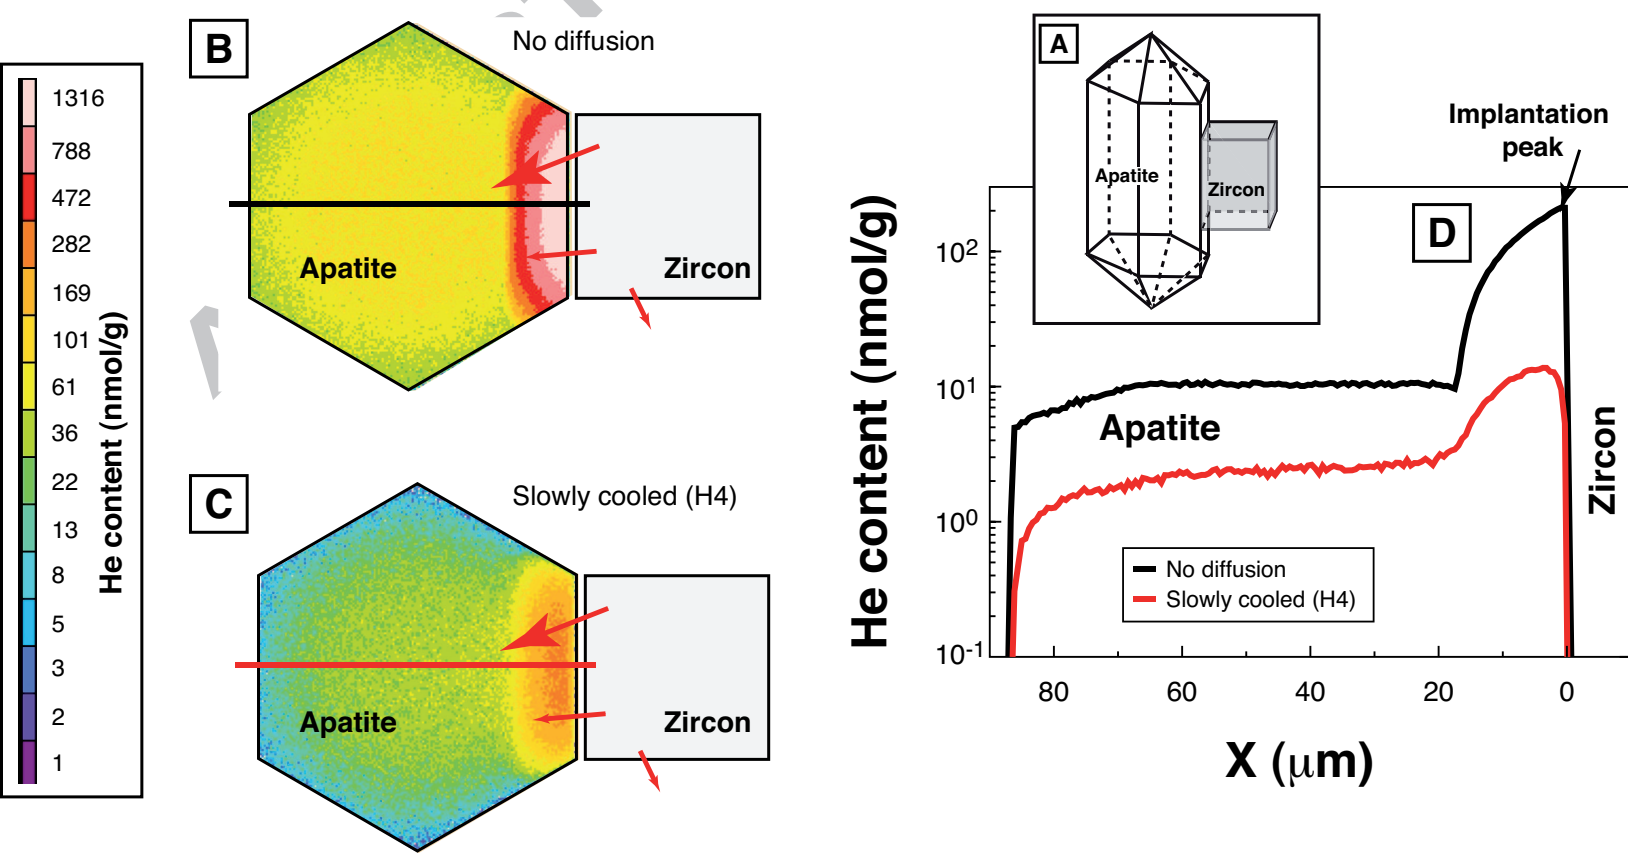 1316
788
472
282
169
101
61
36
22
13
8
5
3
2
1
He content (nmol/g)
B
No diffusion
Apatite
Zircon
C
Slowly cooled (H4)
Apatite
Zircon
A
Apatite
Zircon
Implantation
peak
D
He content (nmol/g)
10²
10¹
10⁰
10⁻¹
Apatite
Zircon
No diffusion
Slowly cooled (H4)
80 60 40 20 0
X (μm)